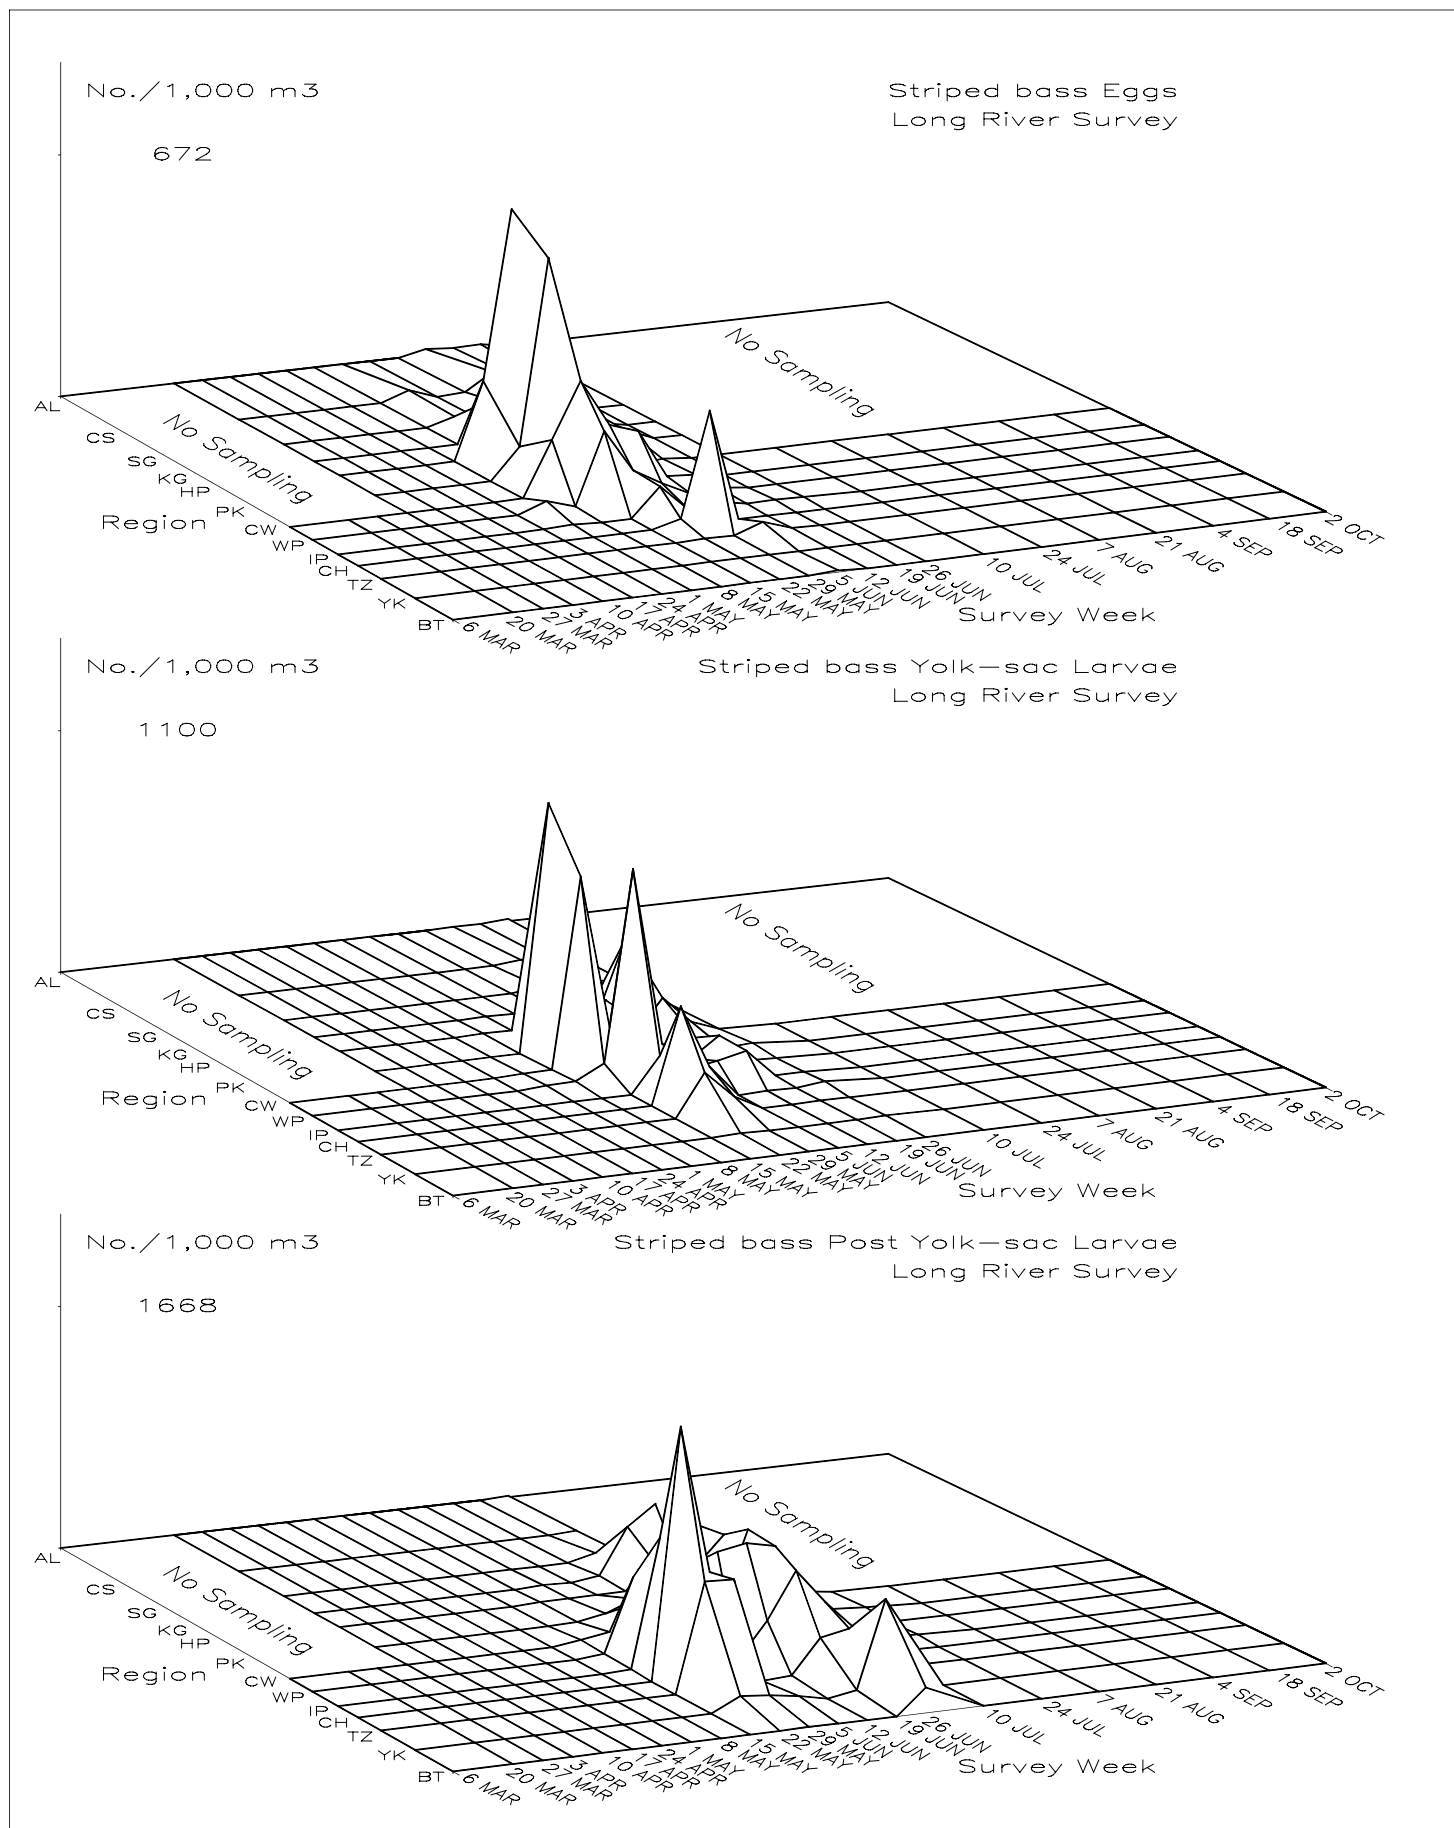 No./1,000 m3
Striped bass Eggs
Long River Survey
672
No Sampling
No Sampling
AL
CS
SG
KG
HP
PK
CW
WP
IP
CH
TZ
YK
BT
Region
6 MAR
20 MAR
27 MAR
3 APR
10 APR
17 APR
24 APR
1 MAY
8 MAY
15 MAY
22 MAY
29 MAY
5 JUN
12 JUN
19 JUN
26 JUN
10 JUL
24 JUL
7 AUG
21 AUG
4 SEP
18 SEP
2 OCT
Survey Week
No./1,000 m3
Striped bass Yolk-sac Larvae
Long River Survey
1100
No Sampling
No Sampling
AL
CS
SG
KG
HP
PK
CW
WP
IP
CH
TZ
YK
BT
Region
6 MAR
20 MAR
27 MAR
3 APR
10 APR
17 APR
24 APR
1 MAY
8 MAY
15 MAY
22 MAY
29 MAY
5 JUN
12 JUN
19 JUN
26 JUN
10 JUL
24 JUL
7 AUG
21 AUG
4 SEP
18 SEP
2 OCT
Survey Week
No./1,000 m3
Striped bass Post Yolk-sac Larvae
Long River Survey
1668
No Sampling
No Sampling
AL
CS
SG
KG
HP
PK
CW
WP
IP
CH
TZ
YK
BT
Region
6 MAR
20 MAR
27 MAR
3 APR
10 APR
17 APR
24 APR
1 MAY
8 MAY
15 MAY
22 MAY
29 MAY
5 JUN
12 JUN
19 JUN
26 JUN
10 JUL
24 JUL
7 AUG
21 AUG
4 SEP
18 SEP
2 OCT
Survey Week